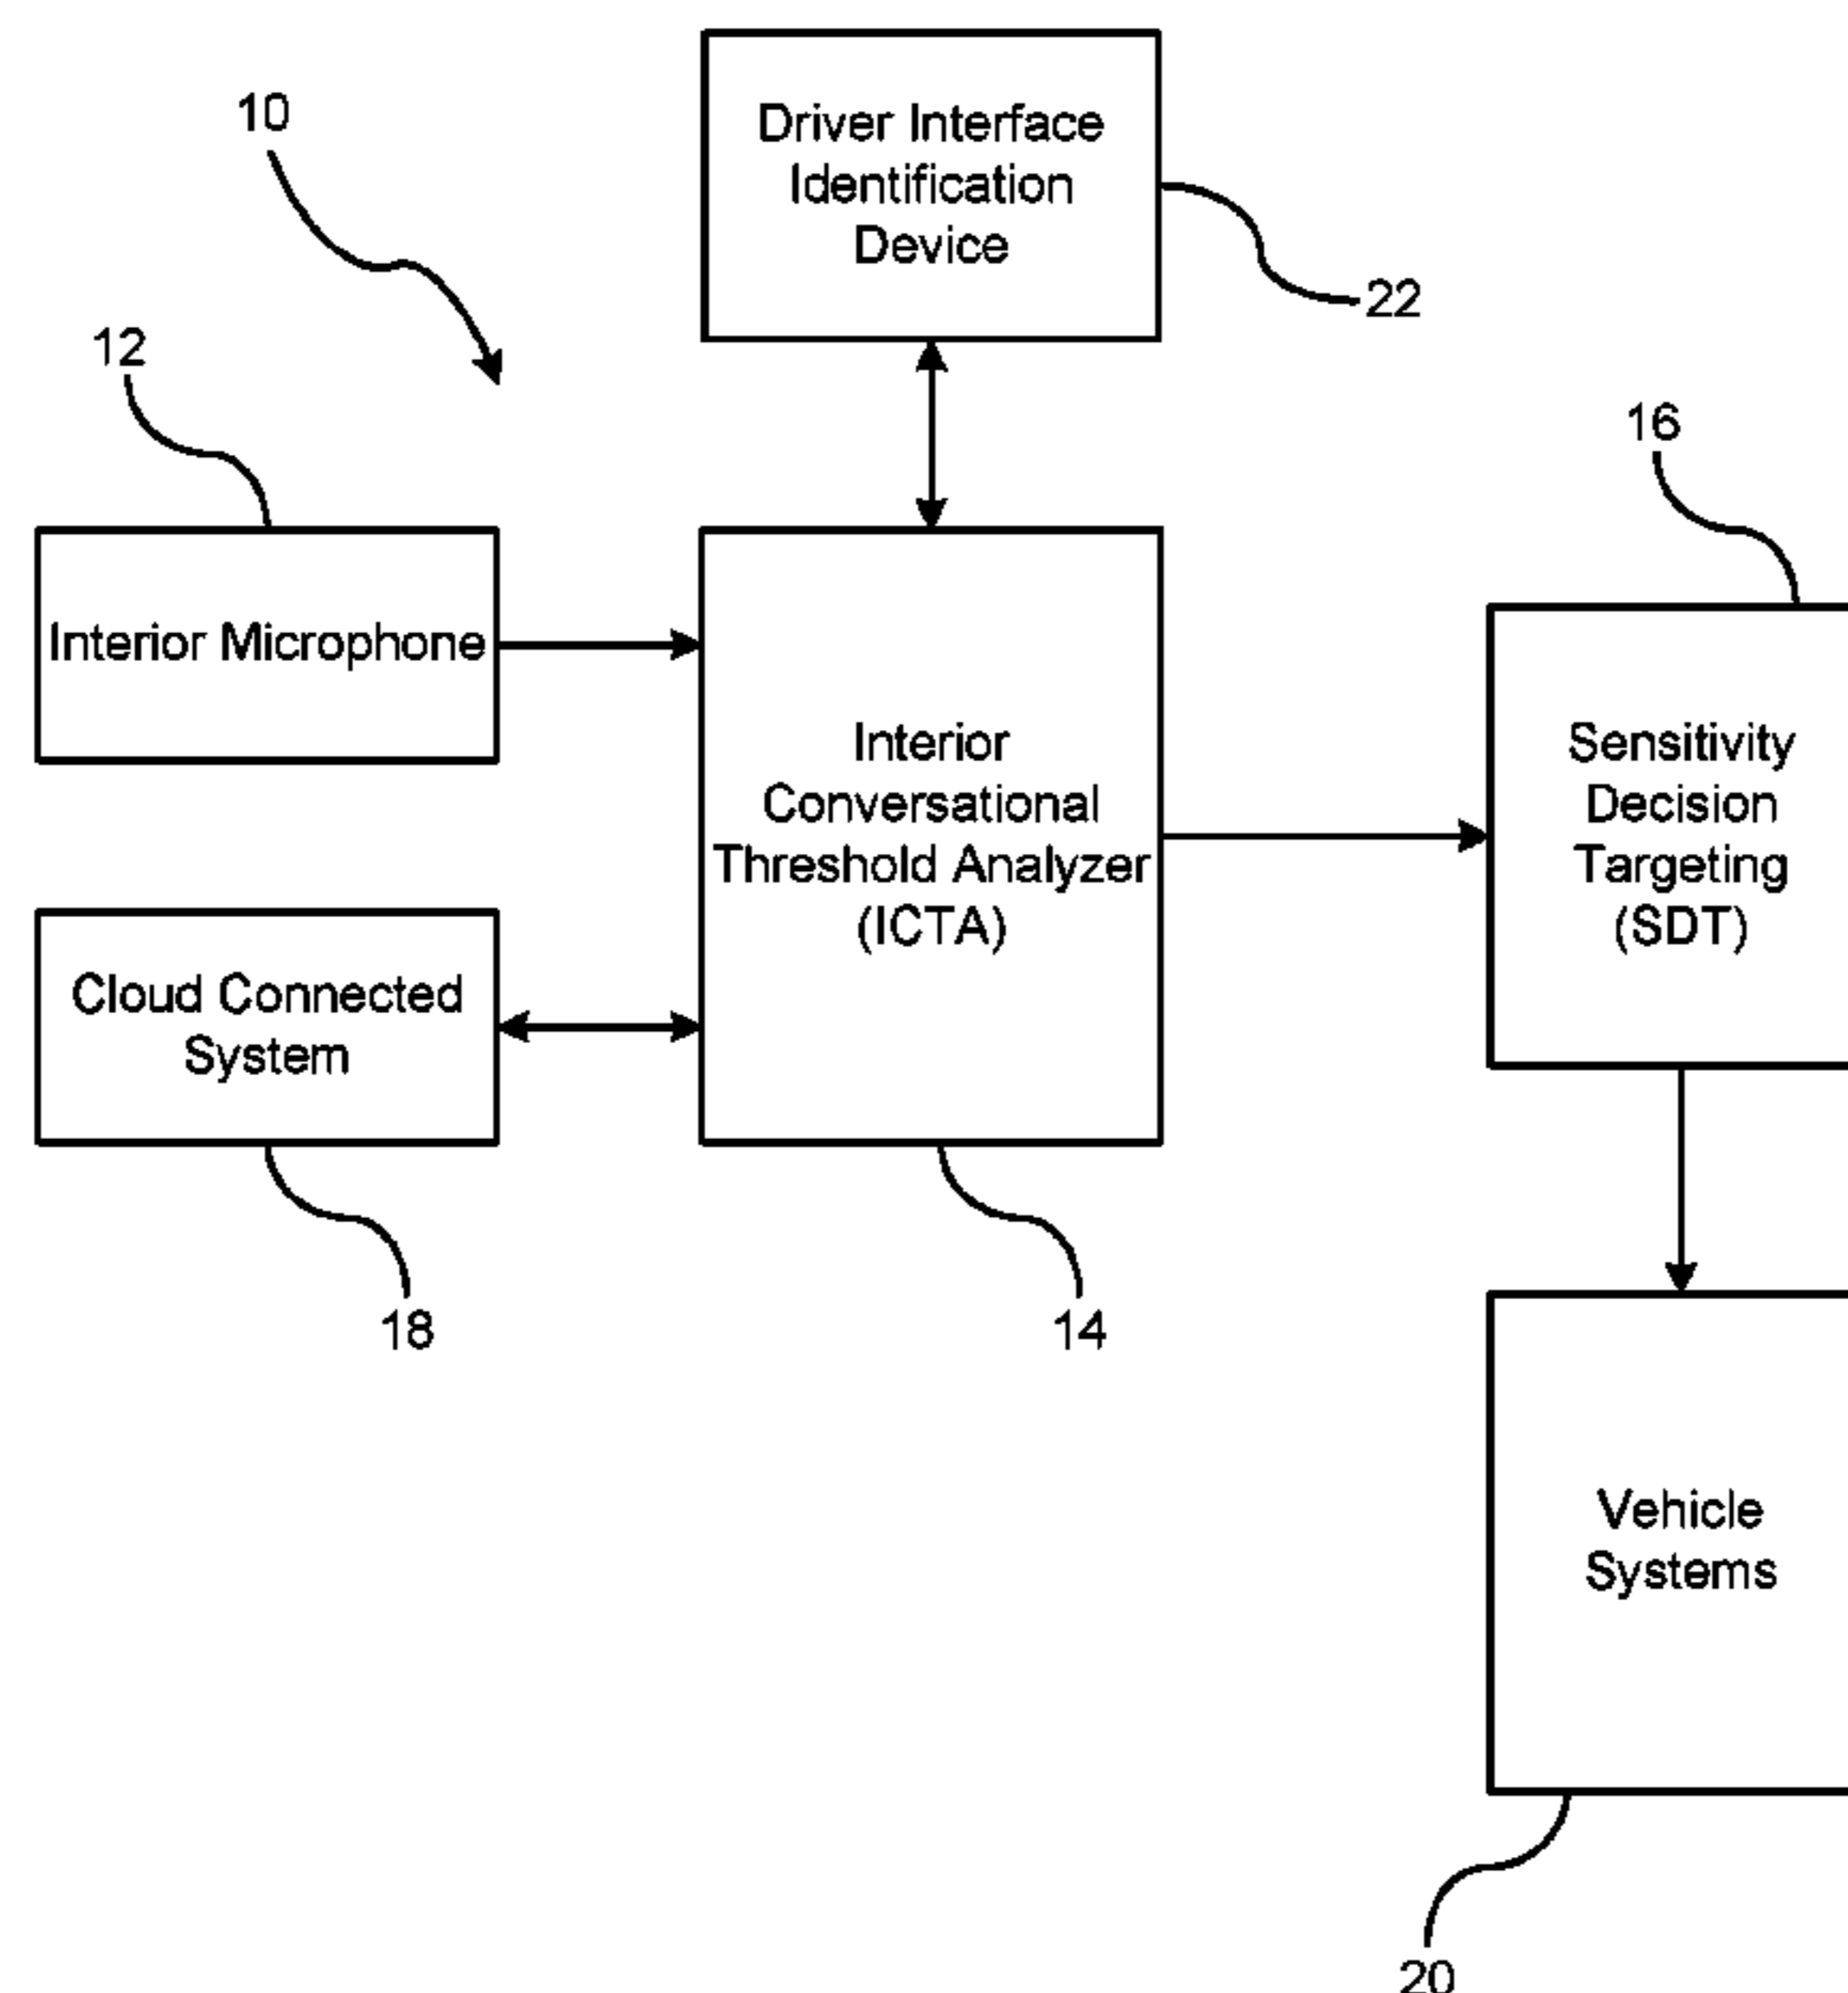 10
Driver Interface
Identification
Device
22
12
16
Interior Microphone
Interior
Conversational
Threshold Analyzer
(ICTA)
Sensitivity
Decision
Targeting
(SDT)
Cloud Connected
System
18
14
Vehicle
Systems
20